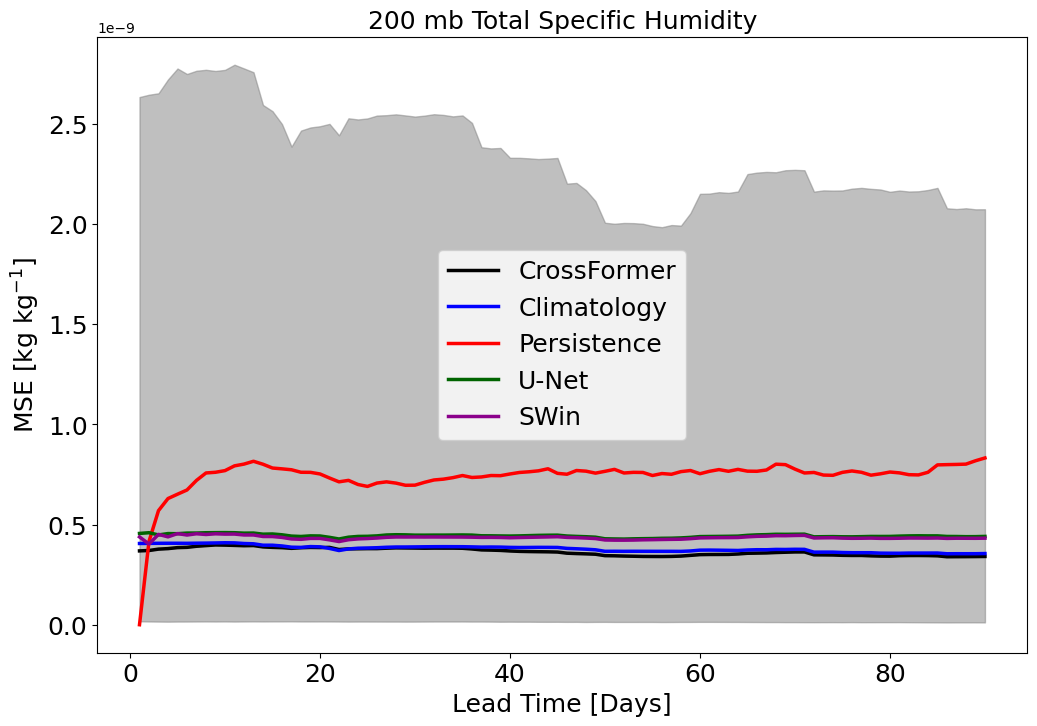 200 mb Total Specific Humidity
1e−9
MSE [kg kg⁻¹]
2.5
2.0
1.5
1.0
0.5
0.0
CrossFormer
Climatology
Persistence
U-Net
SWin
0 20 40 60 80
Lead Time [Days]